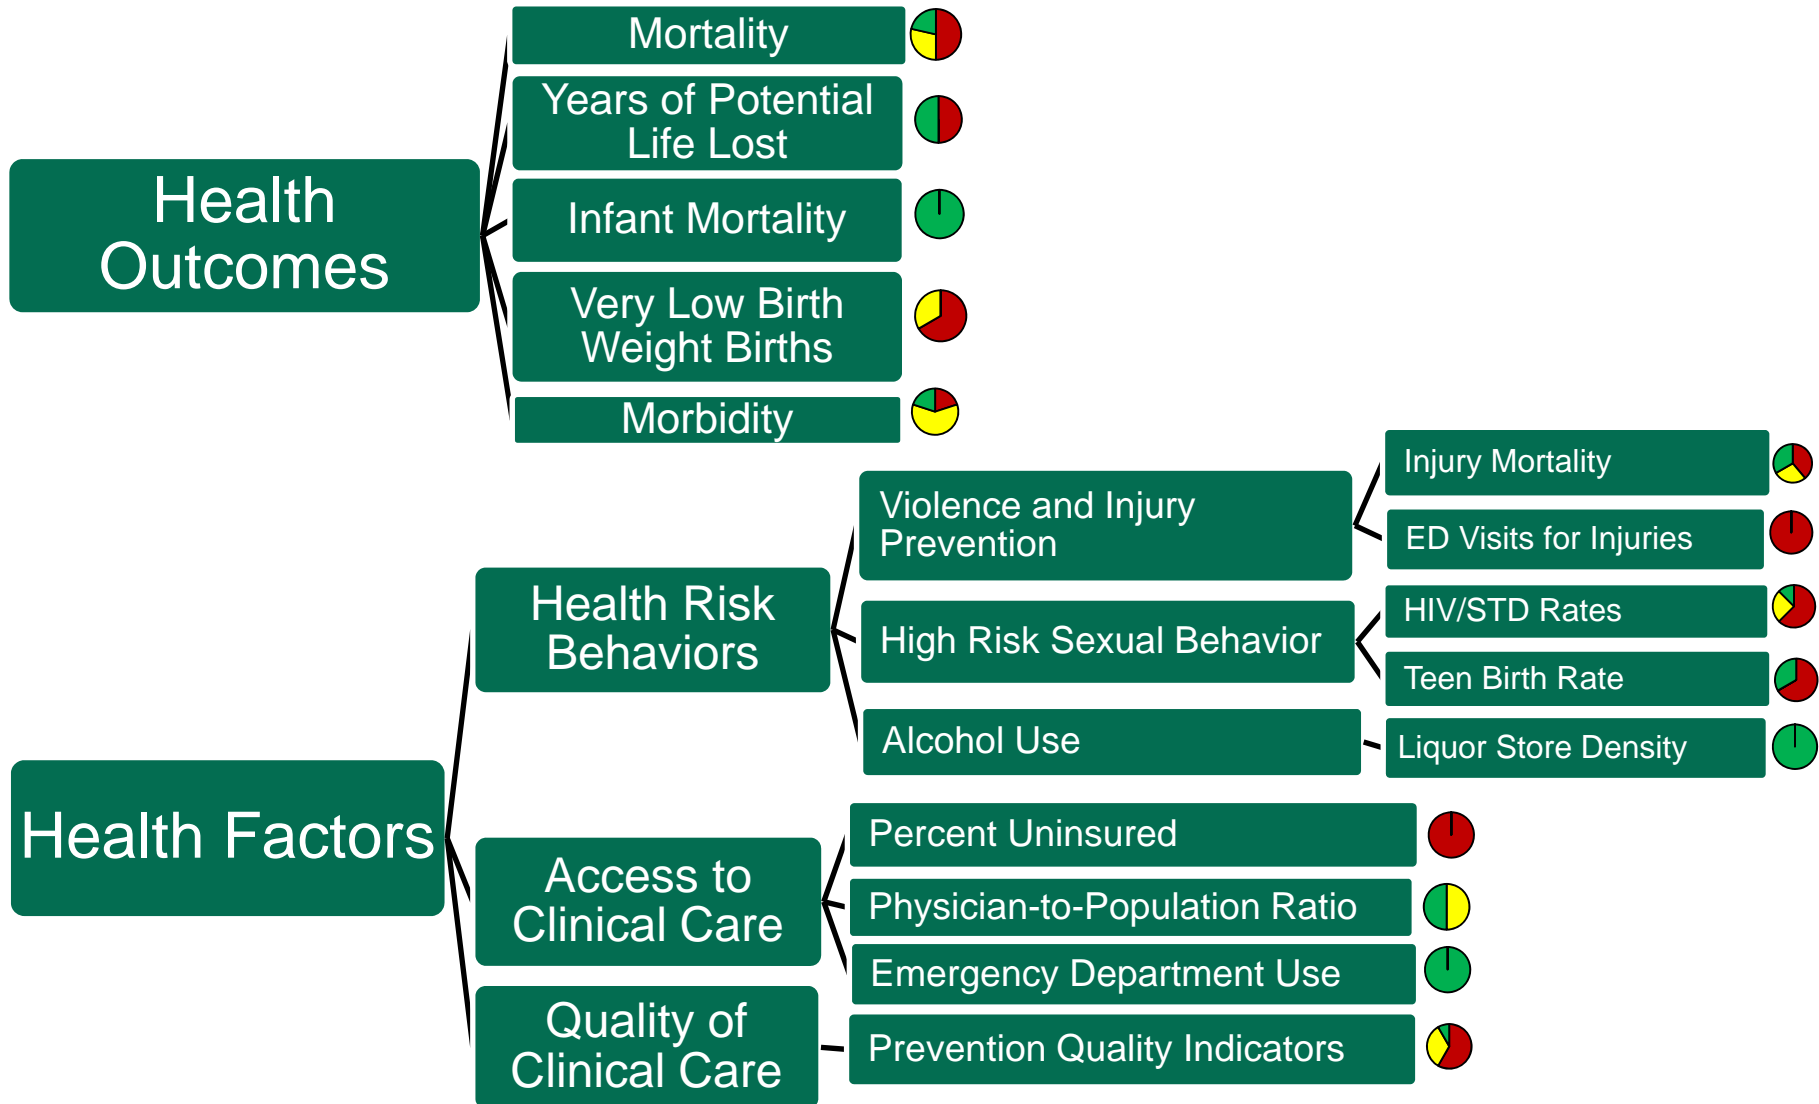 Health
Outcomes
Mortality
Years of Potential
Life Lost
Infant Mortality
Very Low Birth
Weight Births
Morbidity
Health Factors
Health Risk
Behaviors
Violence and Injury
Prevention
Injury Mortality
ED Visits for Injuries
High Risk Sexual Behavior
HIV/STD Rates
Teen Birth Rate
Alcohol Use
Liquor Store Density
Access to
Clinical Care
Percent Uninsured
Physician-to-Population Ratio
Emergency Department Use
Quality of
Clinical Care
Prevention Quality Indicators